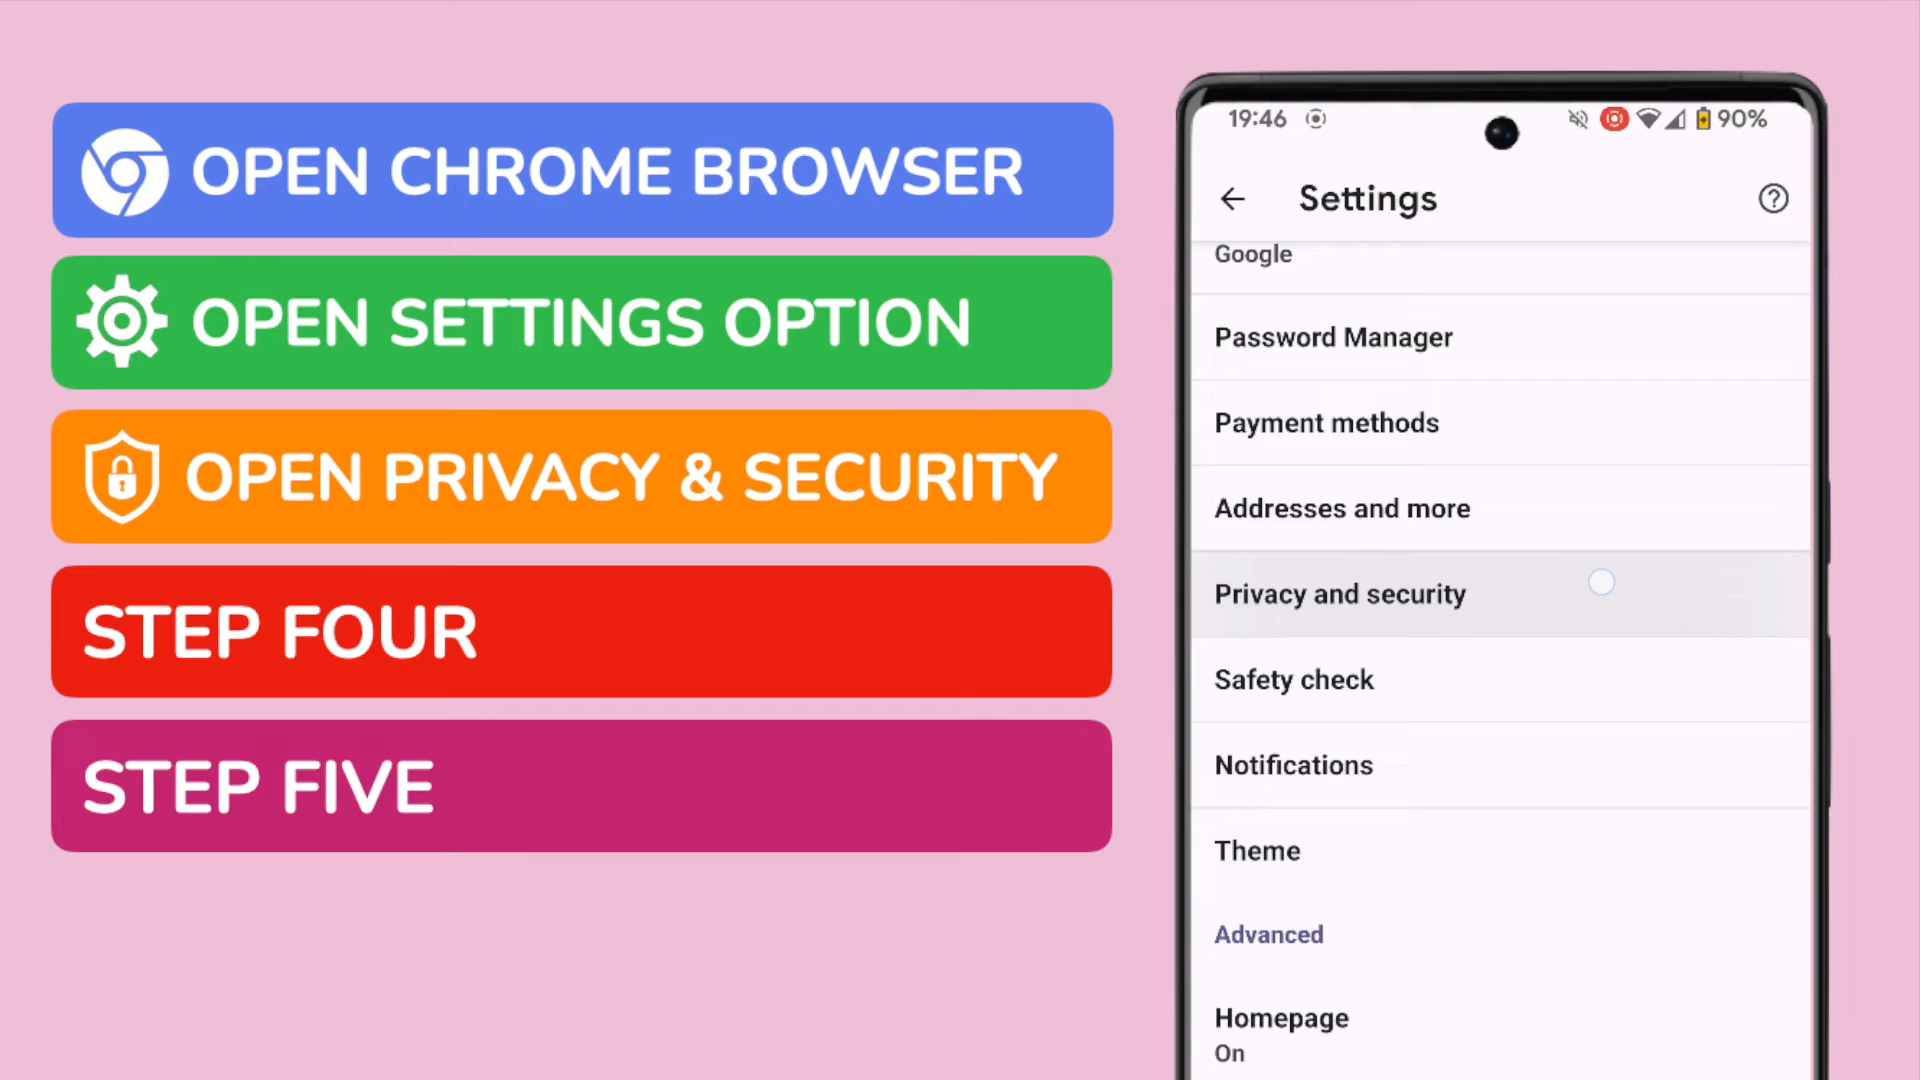 OPEN CHROME BROWSER
OPEN SETTINGS OPTION
OPEN PRIVACY & SECURITY
STEP FOUR
STEP FIVE
19:46
90%
Settings
Google
Password Manager
Payment methods
Addresses and more
Privacy and security
Safety check
Notifications
Theme
Advanced
Homepage
On